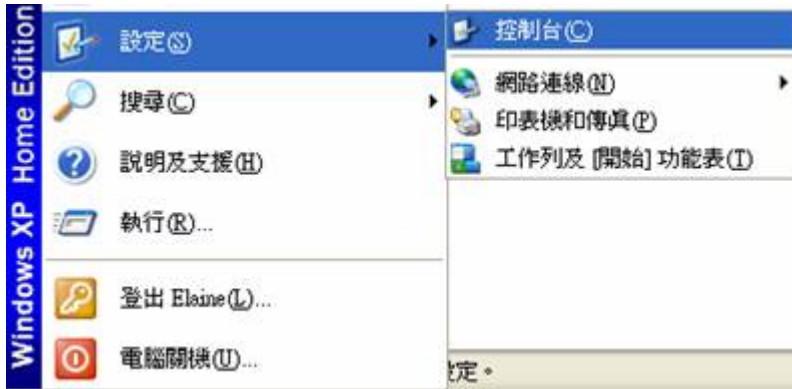 Windows XP Home Edition
設定(S)
搜尋(C)
說明及支援(H)
執行(R)...
登出 Elaine(L)...
電腦關機(U)...
控制台(C)
網路連線(N)
印表機和傳真(P)
工作列及 [開始] 功能表(T)
定。